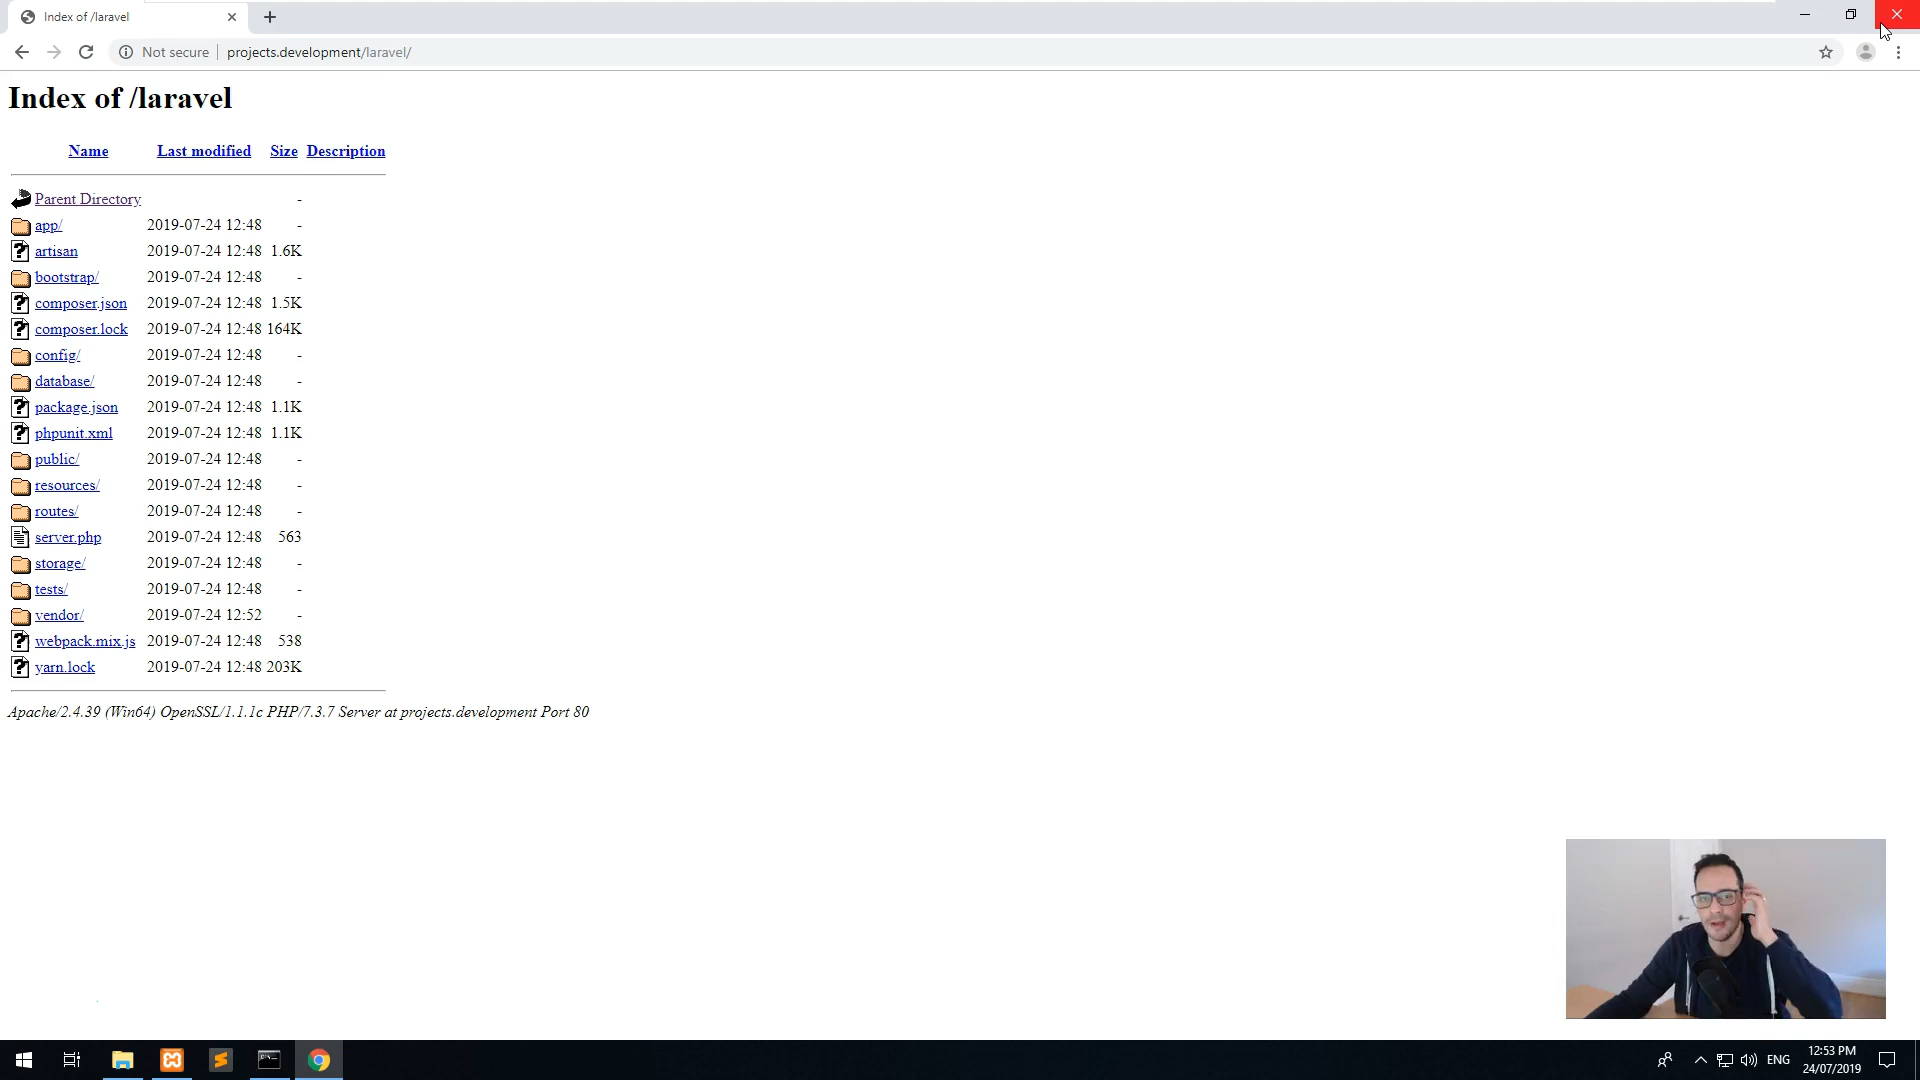 Index of /laravel
Not secure projects.development/laravel/
Index of /laravel
Name Last modified Size Description
Parent Directory -
app/ 2019-07-24 12:48 -
artisan 2019-07-24 12:48 1.6K
bootstrap/ 2019-07-24 12:48 -
composer.json 2019-07-24 12:48 1.5K
composer.lock 2019-07-24 12:48 164K
config/ 2019-07-24 12:48 -
database/ 2019-07-24 12:48 -
package.json 2019-07-24 12:48 1.1K
phpunit.xml 2019-07-24 12:48 1.1K
public/ 2019-07-24 12:48 -
resources/ 2019-07-24 12:48 -
routes/ 2019-07-24 12:48 -
server.php 2019-07-24 12:48 563
storage/ 2019-07-24 12:48 -
tests/ 2019-07-24 12:48 -
vendor/ 2019-07-24 12:52 -
webpack.mix.js 2019-07-24 12:48 538
yarn.lock 2019-07-24 12:48 203K
Apache/2.4.39 (Win64) OpenSSL/1.1.1c PHP/7.3.7 Server at projects.development Port 80
ENG
12:53 PM
24/07/2019